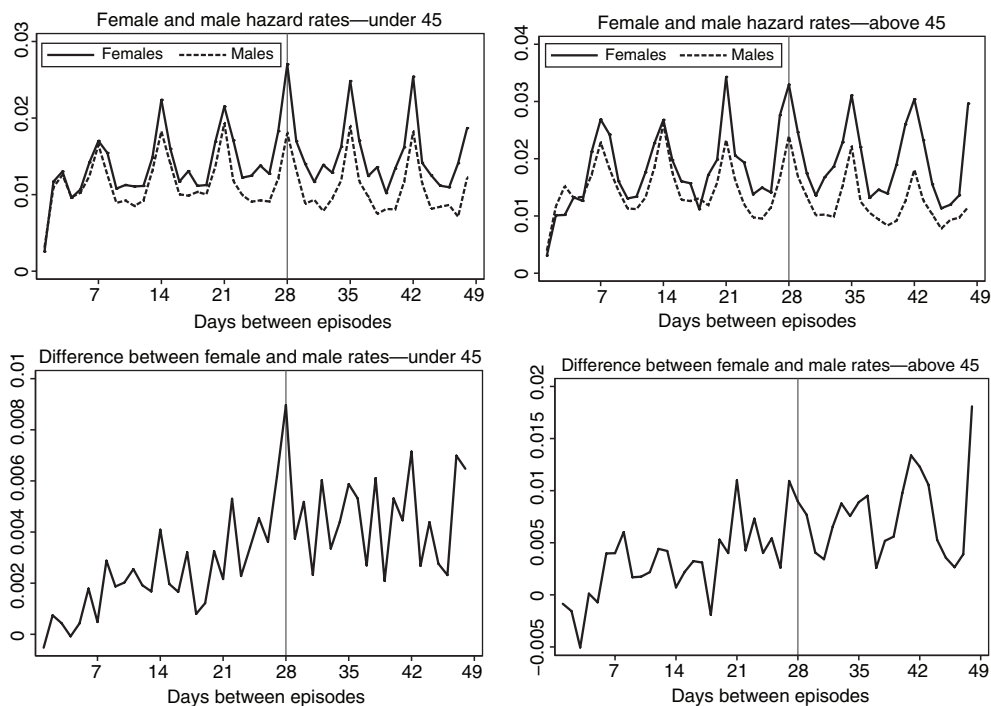 Female and male hazard rates—under 45
0.03
0.02
0.01
0
Females
Males
7 14 21 28 35 42 49
Days between episodes
Female and male hazard rates—above 45
0.04
0.03
0.02
0.01
0
Females
Males
7 14 21 28 35 42 49
Days between episodes
Difference between female and male rates—under 45
0.01
0.008
0.006
0.004
0.002
0
7 14 21 28 35 42 49
Days between episodes
Difference between female and male rates—above 45
0.02
0.015
0.01
0.005
0
−0.005
7 14 21 28 35 42 49
Days between episodes